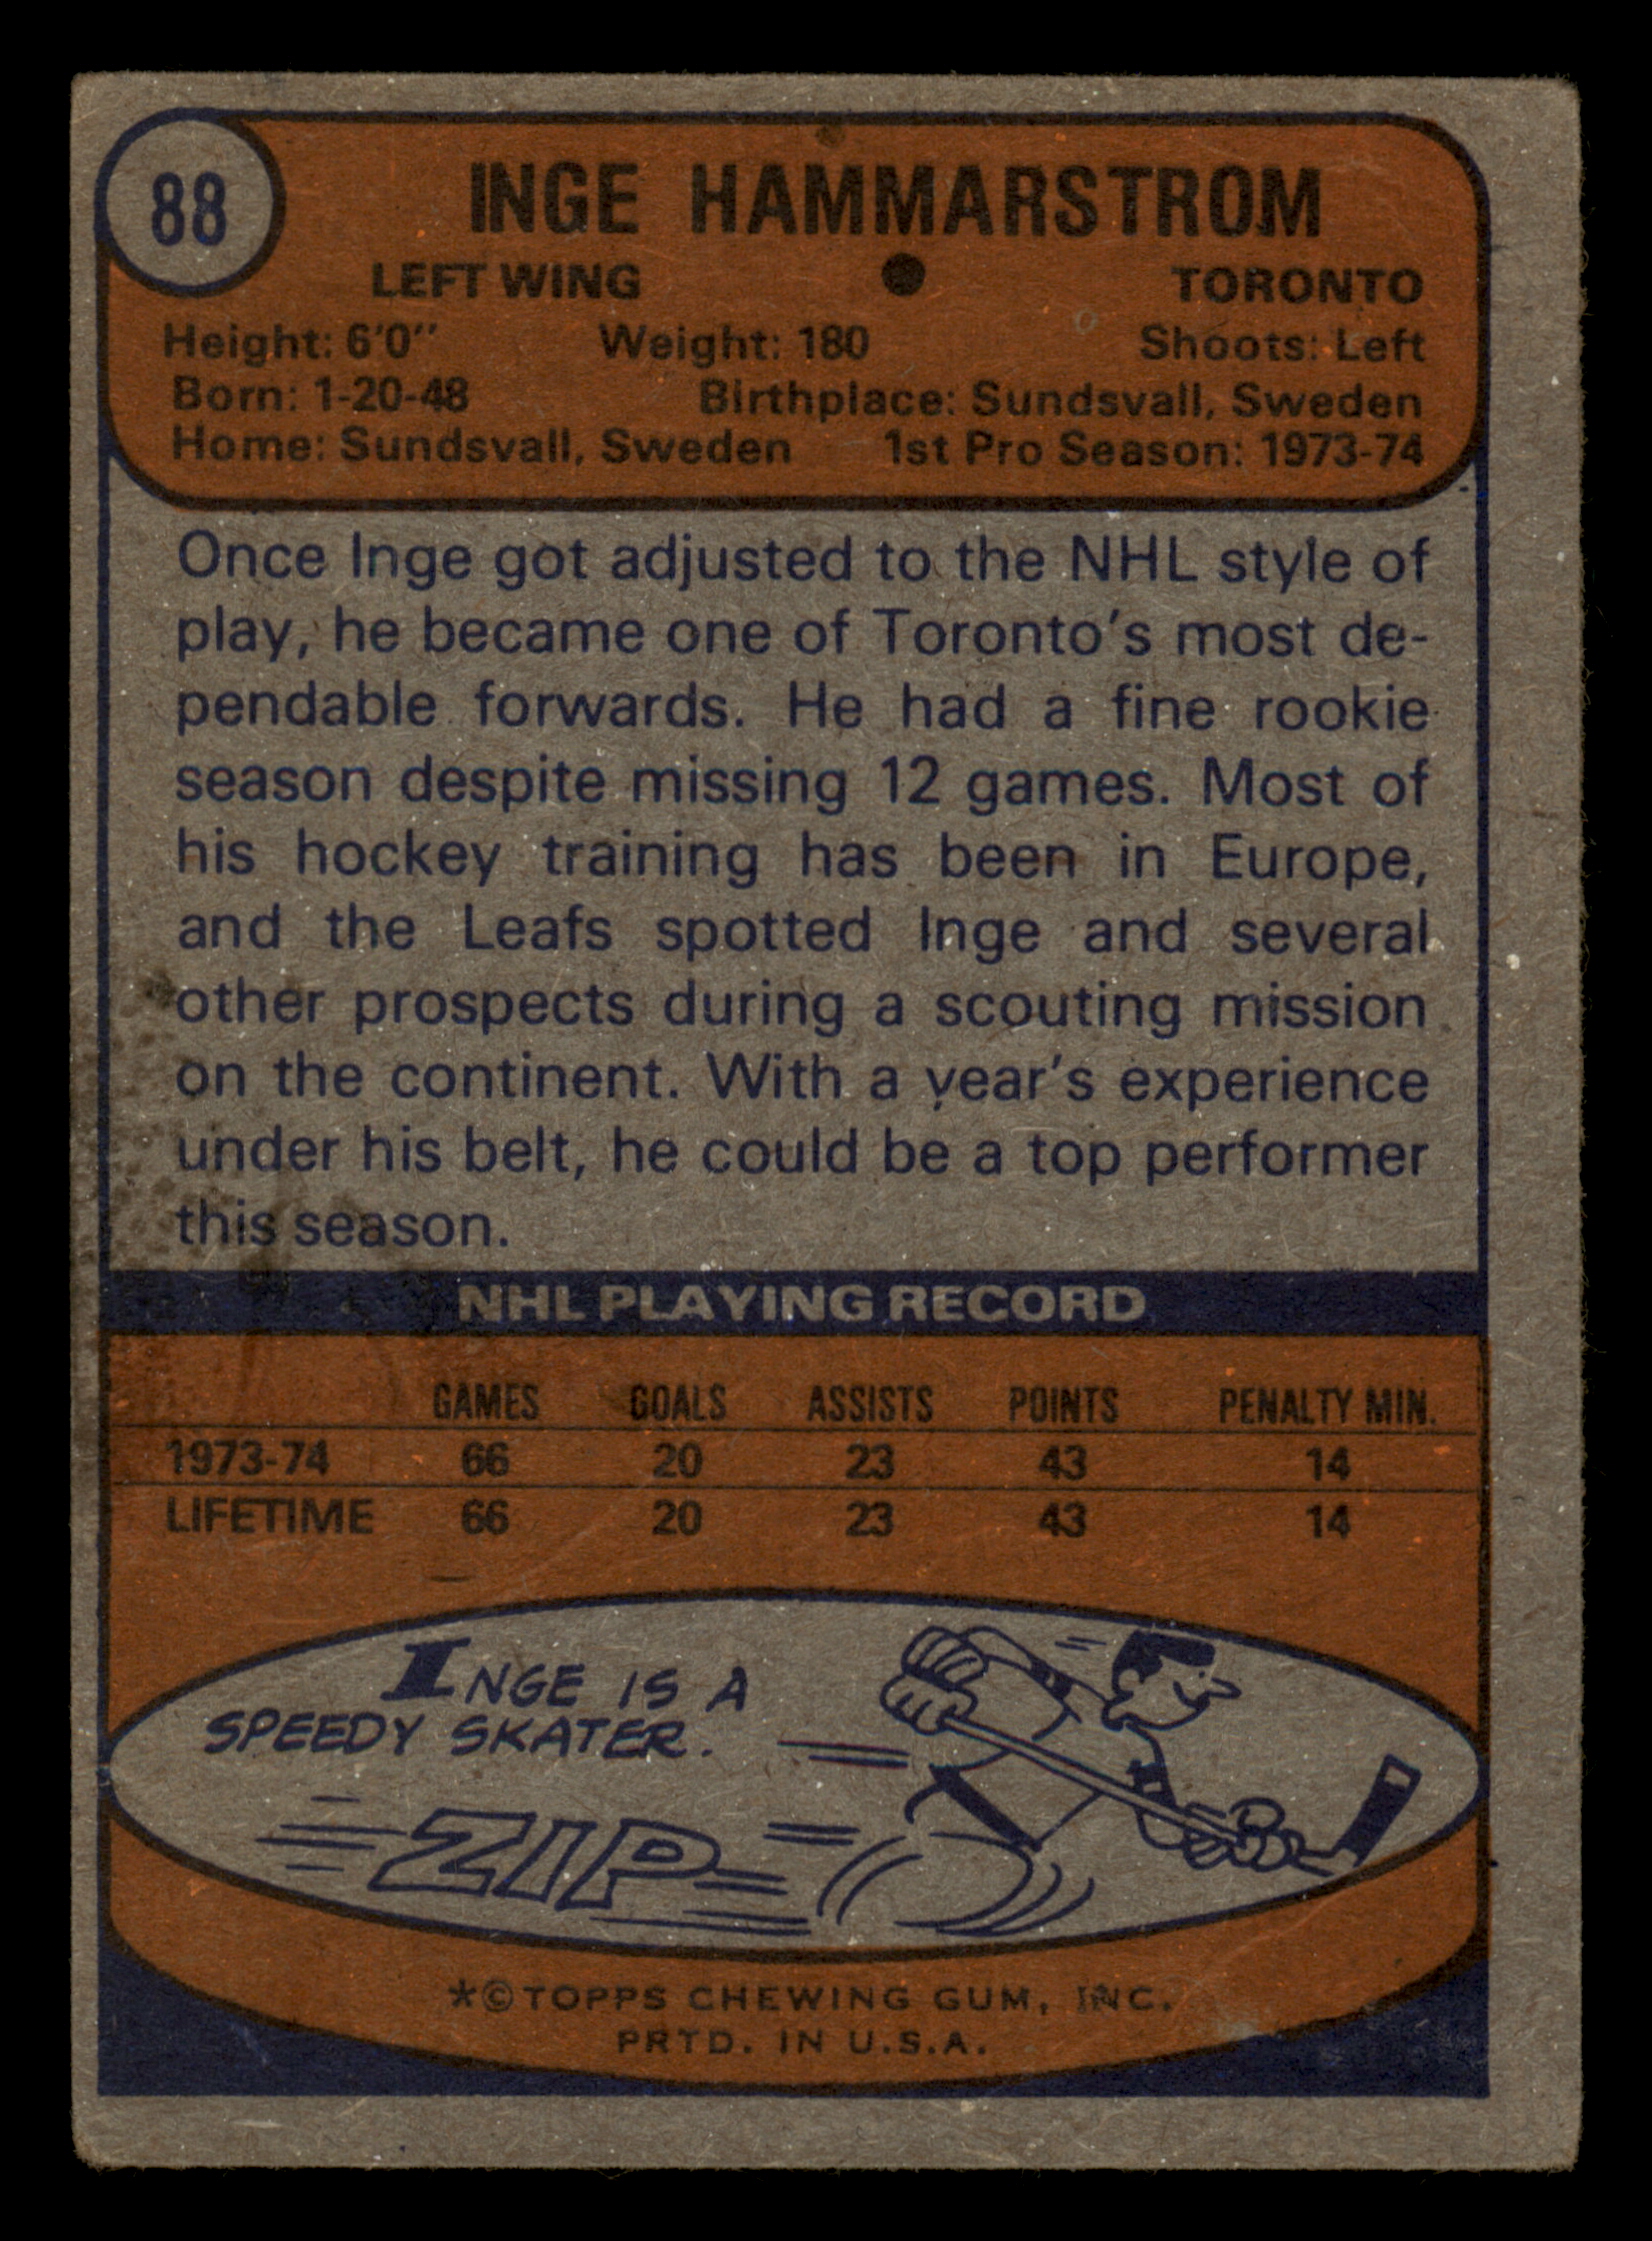 88
INGE HAMMARSTROM
LEFT WING ● TORONTO
Height: 6'0" Weight: 180 Shoots: Left
Born: 1-20-48 Birthplace: Sundsvall, Sweden
Home: Sundsvall, Sweden 1st Pro Season: 1973-74
Once Inge got adjusted to the NHL style of
play, he became one of Toronto's most de-
pendable forwards. He had a fine rookie
season despite missing 12 games. Most of
his hockey training has been in Europe,
and the Leafs spotted Inge and several
other prospects during a scouting mission
on the continent. With a year's experience
under his belt, he could be a top performer
this season.
NHL PLAYING RECORD
GAMES GOALS ASSISTS POINTS PENALTY MIN.
1973-74 66 20 23 43 14
LIFETIME 66 20 23 43 14
INGE IS A
SPEEDY SKATER.
ZIP
*©TOPPS CHEWING GUM, INC.
PRTD. IN U.S.A.